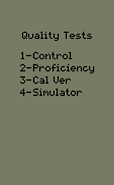 Quality Tests
1-Control
2-Proficiency
3-Cal Ver
4-Simulator